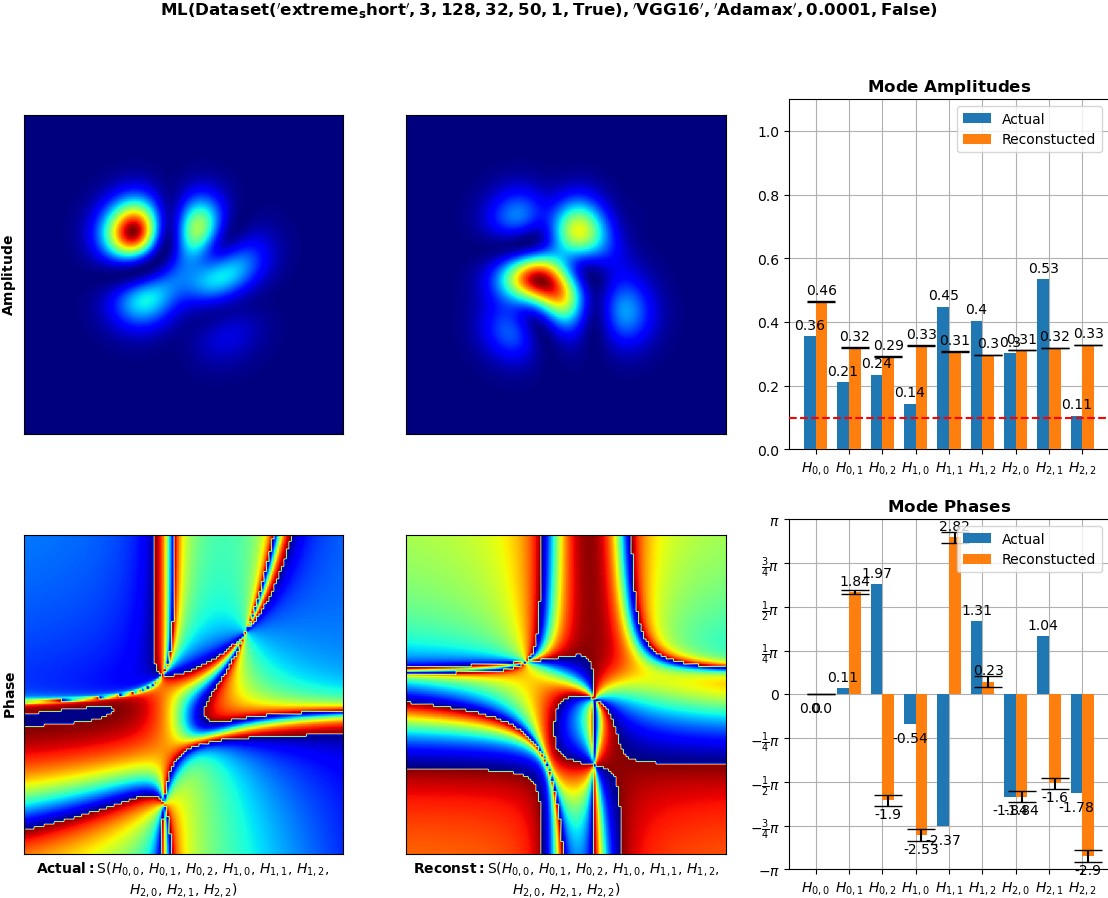 ML(Dataset('extreme_short', 3, 128, 32, 50, 1, True), 'VGG16', 'Adamax', 0.0001, False)
Amplitude
Mode Amplitudes
Actual
Reconstucted
1.0
0.8
0.6
0.4
0.2
0.0
0.36
0.46
0.21
0.32
0.24
0.29
0.14
0.33
0.45
0.31
0.4
0.3
0.3
0.31
0.53
0.32
0.11
0.33
H0,0 H0,1 H0,2 H1,0 H1,1 H1,2 H2,0 H2,1 H2,2
Phase
Actual:S(H0,0, H0,1, H0,2, H1,0, H1,1, H1,2,
H2,0, H2,1, H2,2)
Reconst:S(H0,0, H0,1, H0,2, H1,0, H1,1, H1,2,
H2,0, H2,1, H2,2)
Mode Phases
Actual
Reconstucted
π
3/4π
1/2π
1/4π
0
−1/4π
−1/2π
−3/4π
−π
0.0
0.0
0.11
1.84
1.97
-1.9
-0.54
-2.53
-2.37
2.82
1.31
0.23
-1.84
-1.84
1.04
-1.6
-1.78
-2.9
H0,0 H0,1 H0,2 H1,0 H1,1 H1,2 H2,0 H2,1 H2,2